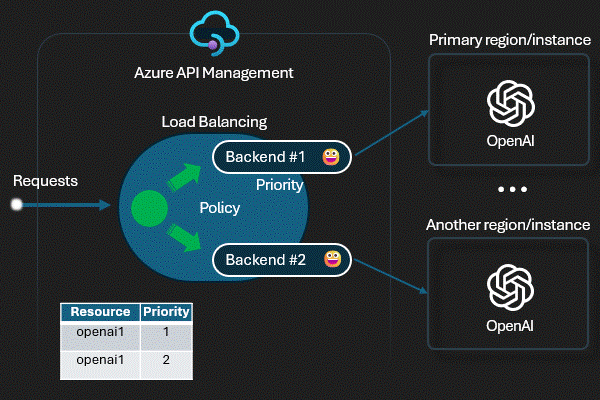 Azure API Management
Primary region/instance
OpenAI
Load Balancing
Backend #1
Priority
Requests
Policy
Backend #2
Another region/instance
OpenAI
Resource Priority
openai1 1
openai1 2